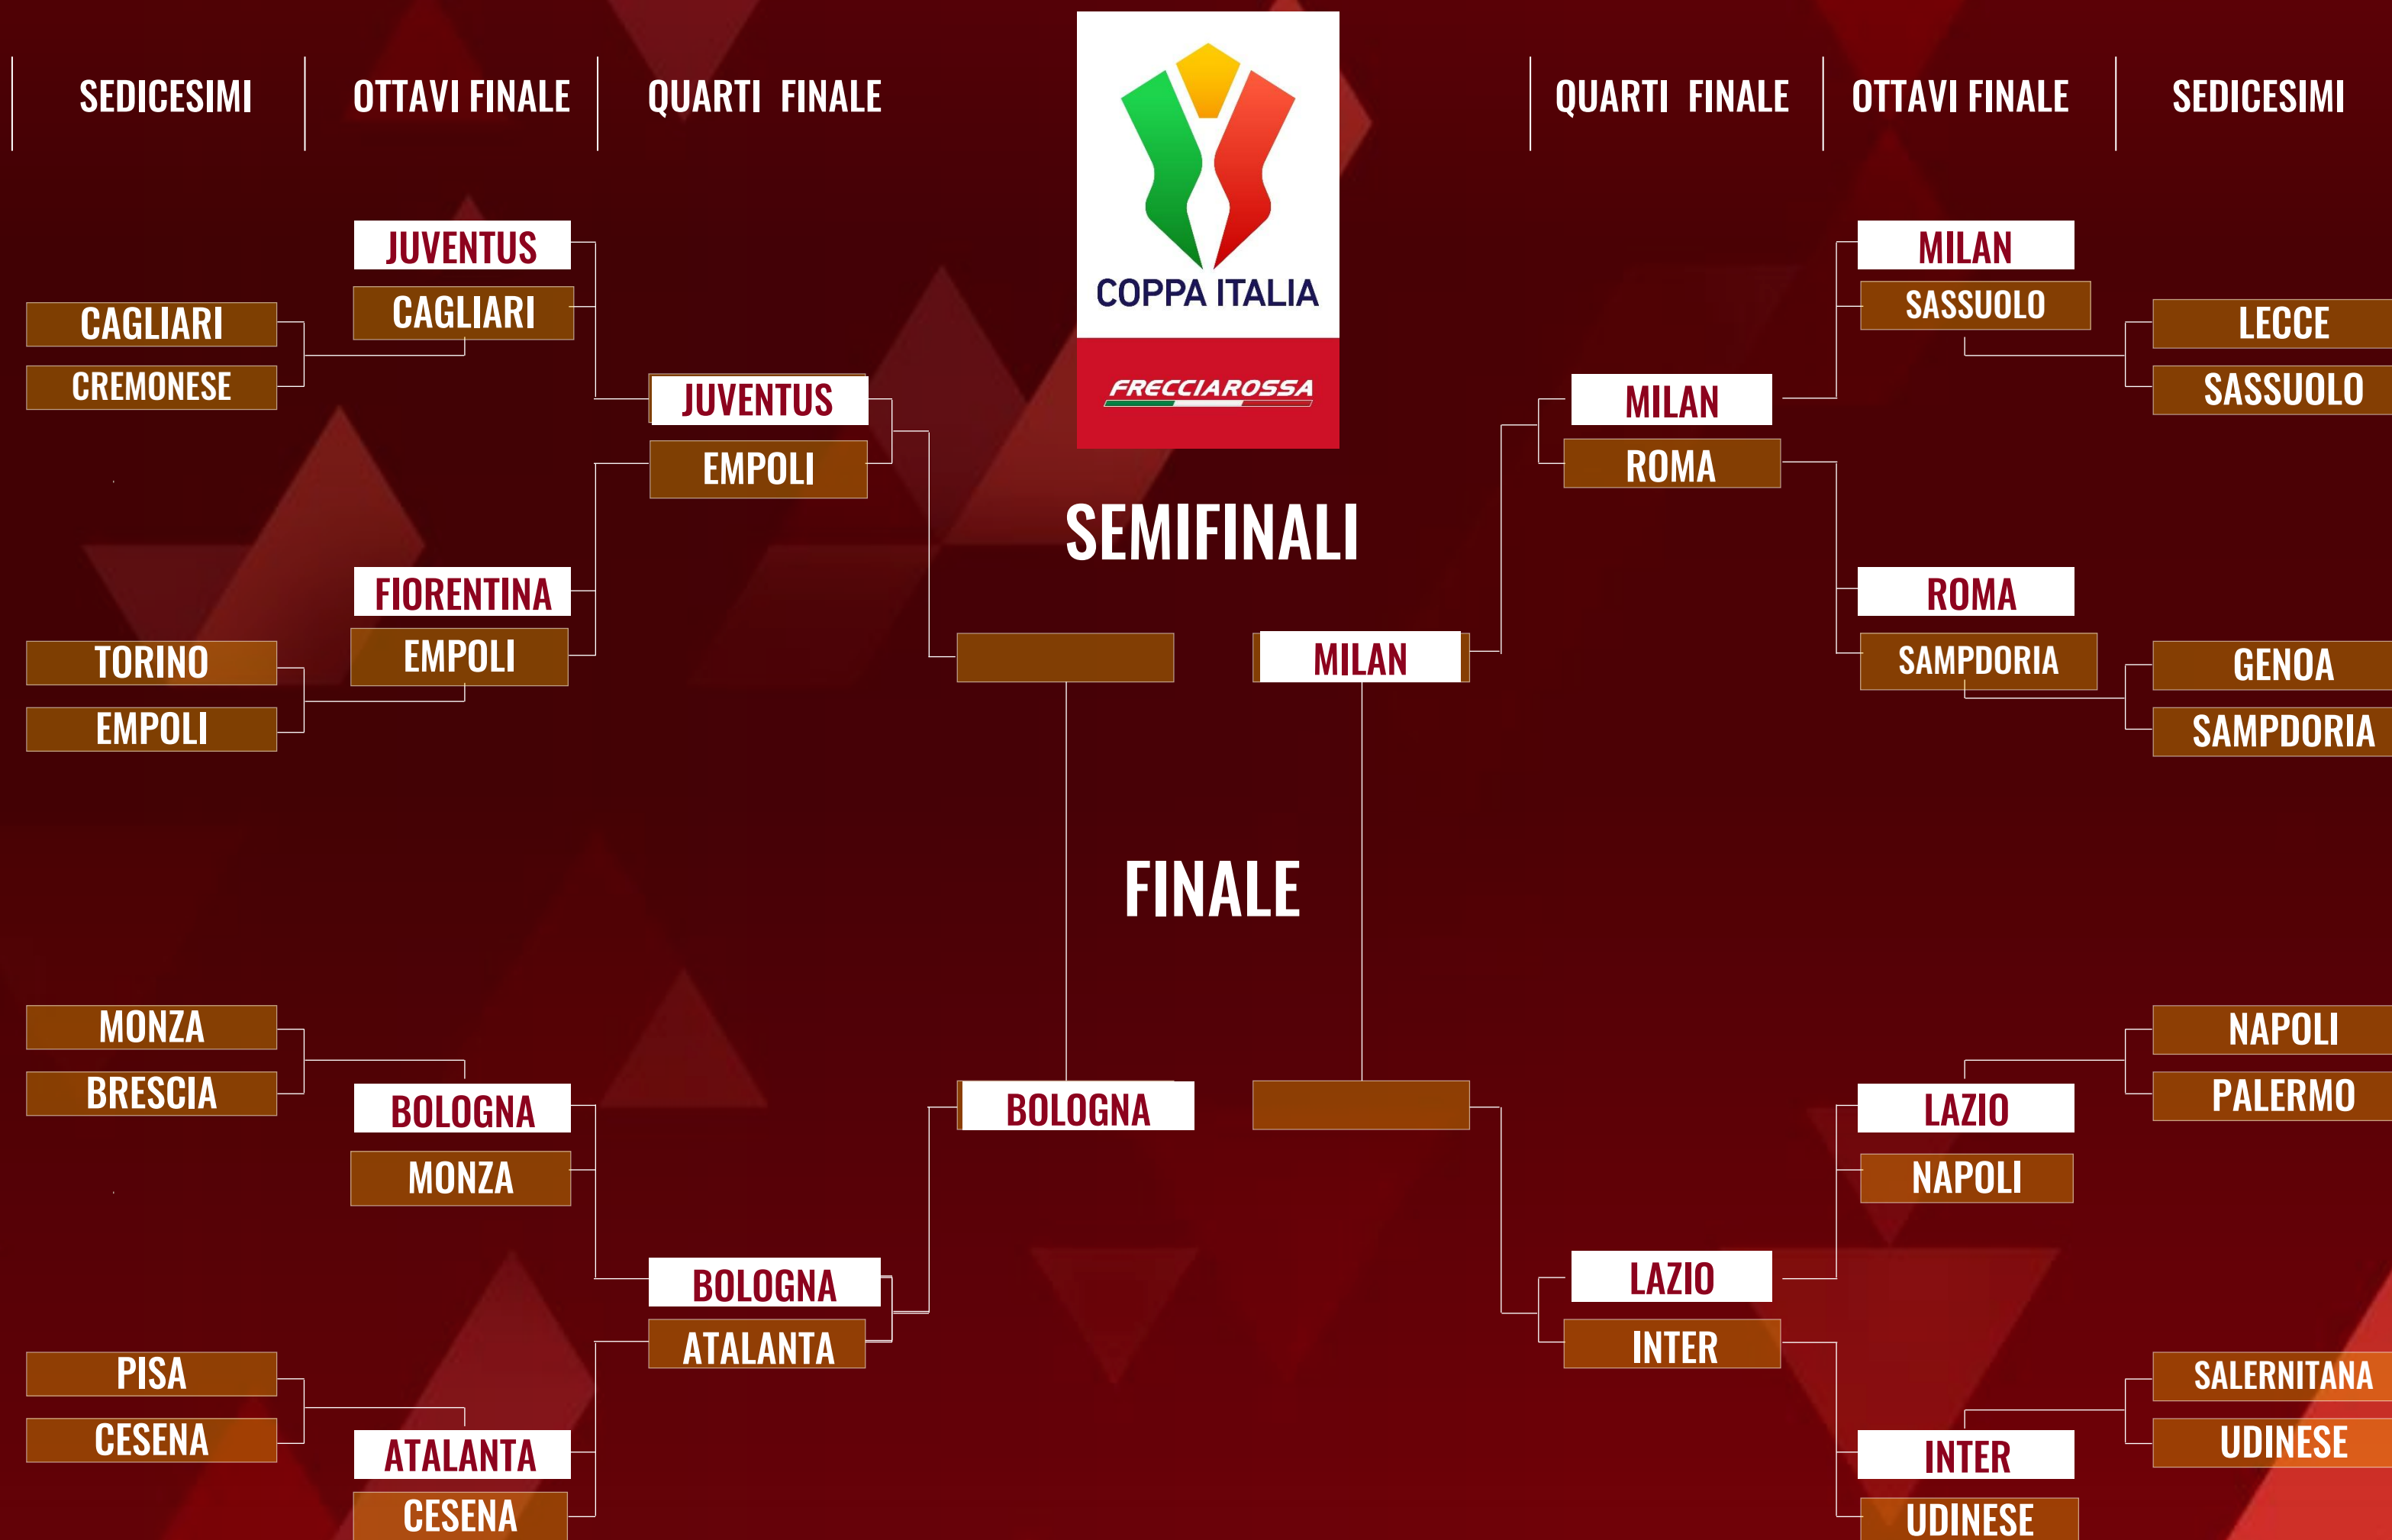 SEDICESIMI
OTTAVI FINALE
QUARTI FINALE
COPPA ITALIA
FRECCIAROSSA
QUARTI FINALE
OTTAVI FINALE
SEDICESIMI
JUVENTUS
CAGLIARI
CAGLIARI
CREMONESE
JUVENTUS
EMPOLI
FIORENTINA
EMPOLI
TORINO
EMPOLI
SEMIFINALI
MILAN
MILAN
SASSUOLO
LECCE
SASSUOLO
MILAN
ROMA
ROMA
SAMPDORIA
GENOA
SAMPDORIA
FINALE
MONZA
BRESCIA
BOLOGNA
MONZA
BOLOGNA
ATALANTA
PISA
CESENA
ATALANTA
CESENA
BOLOGNA
NAPOLI
PALERMO
LAZIO
NAPOLI
LAZIO
INTER
SALERNITANA
UDINESE
INTER
UDINESE